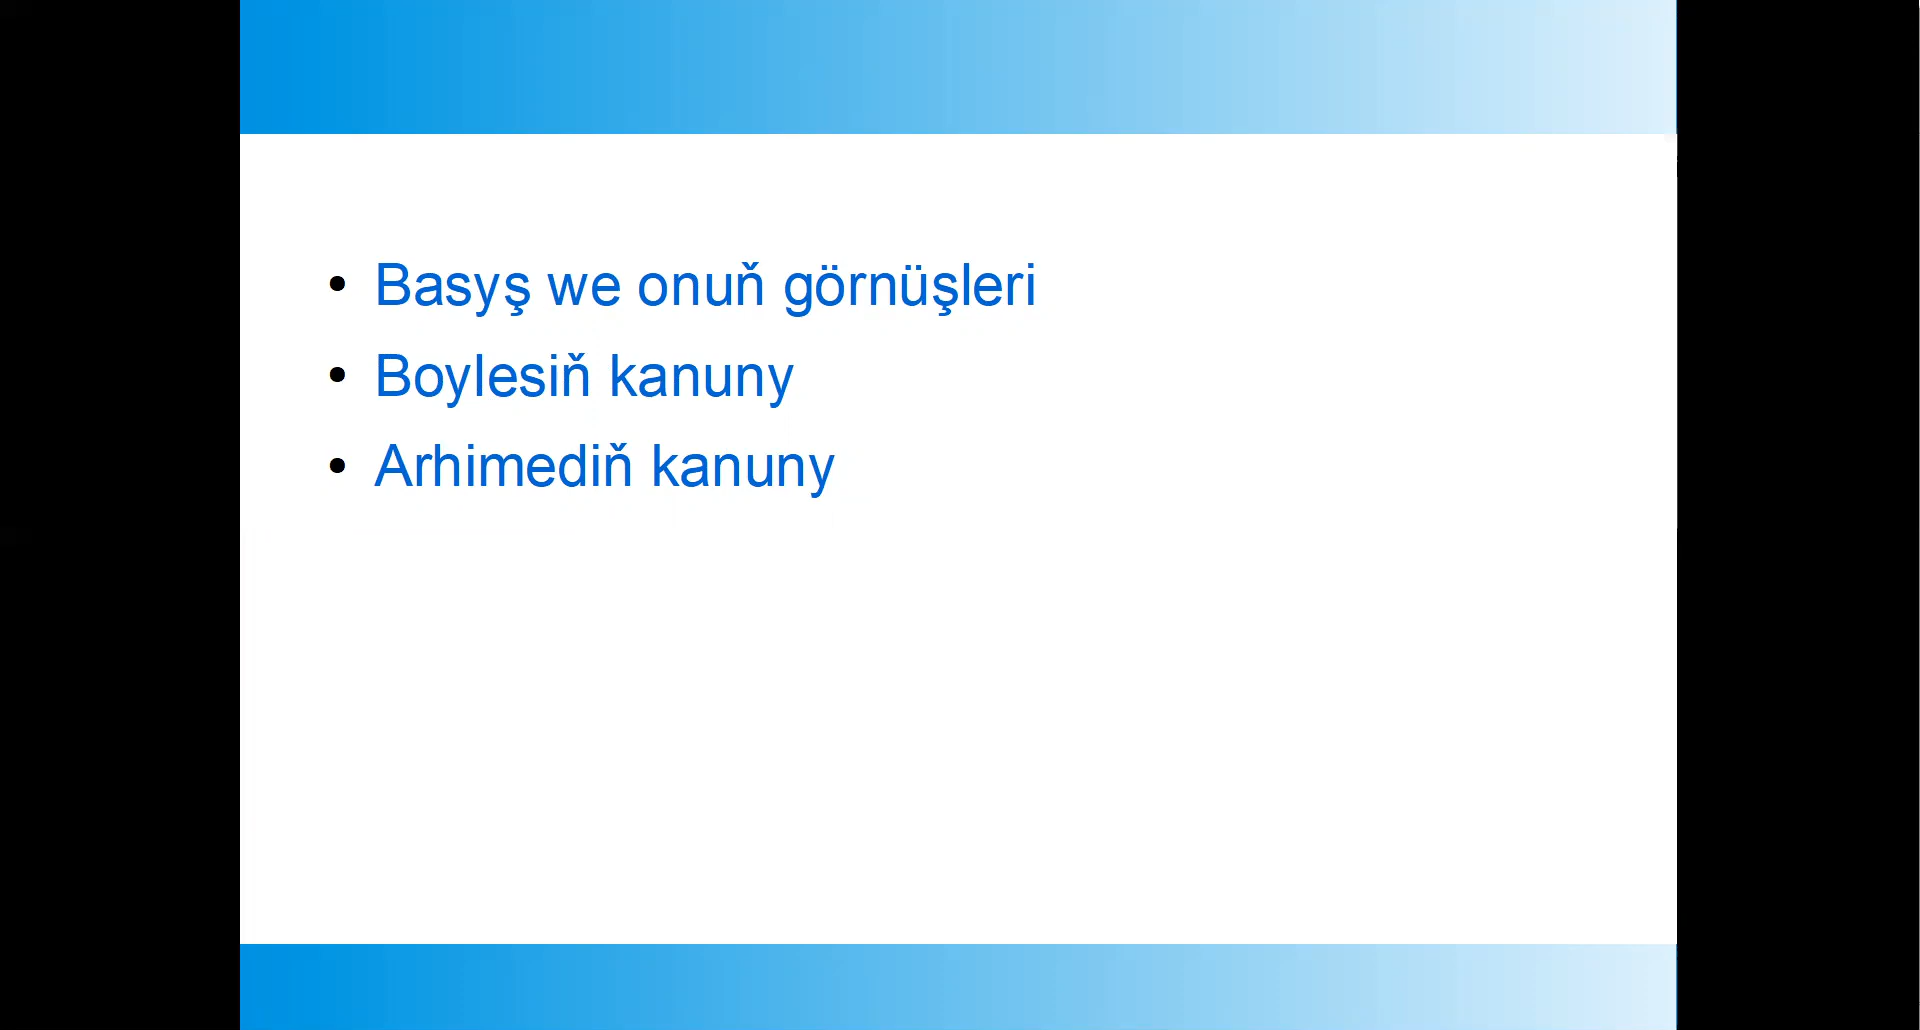 • Basyş we onuň görnüşleri
• Boylesiň kanuny
• Arhimediň kanuny